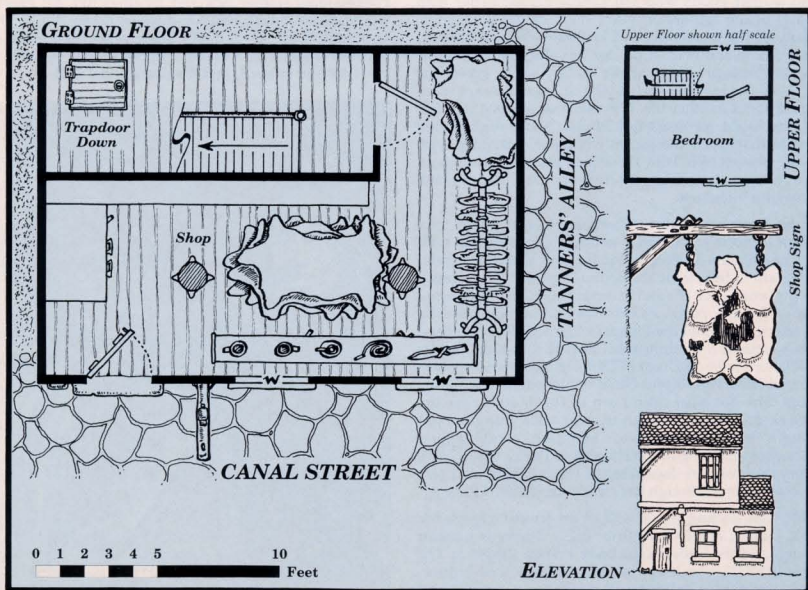 GROUND FLOOR
Trapdoor
Down
Shop
W
W
CANAL STREET
TANNERS' ALLEY
0 1 2 3 4 5 10
Feet
Upper Floor shown half scale
W
Bedroom
W
UPPER FLOOR
Shop Sign
ELEVATION